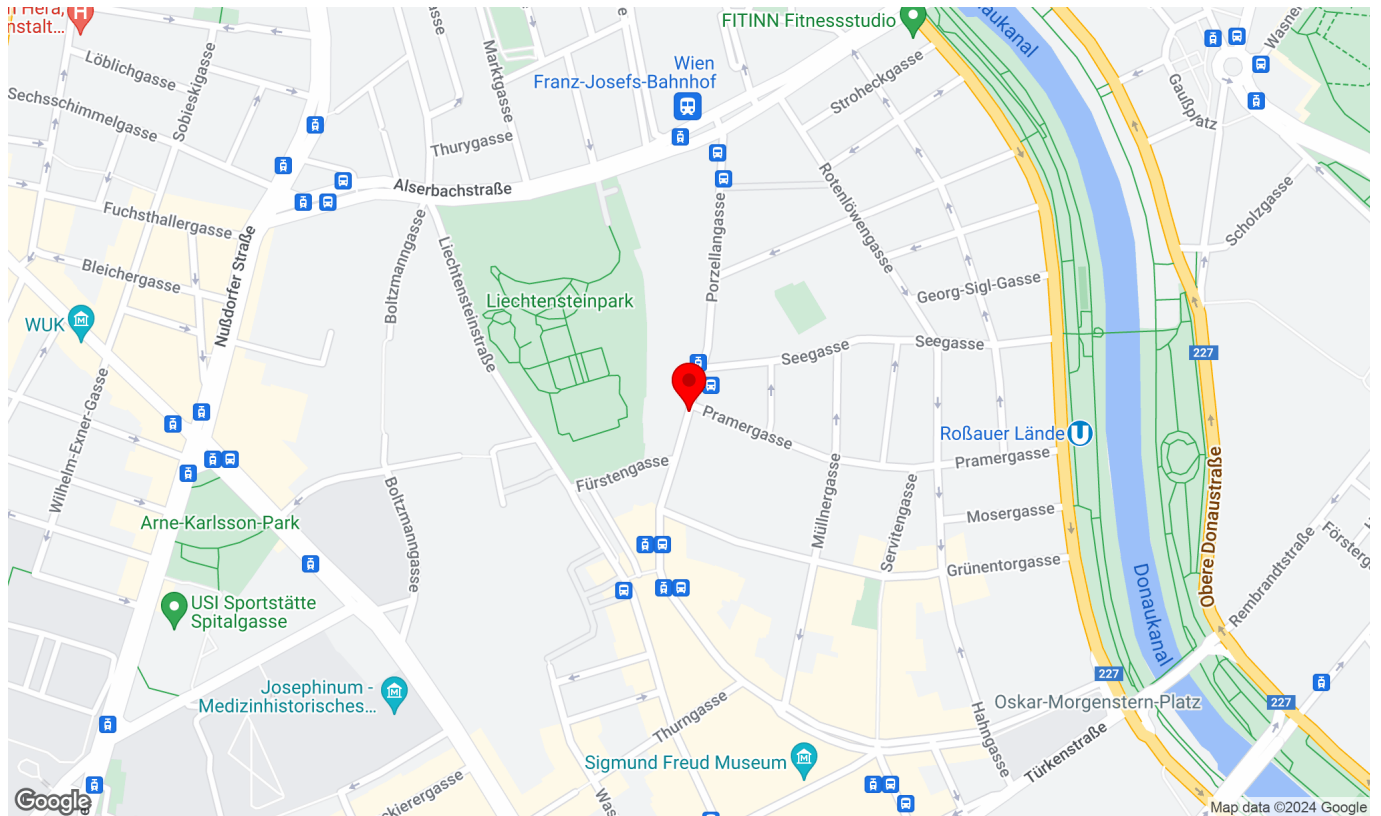 n Hera,
nstalt...
FITINN Fitnessstudio
Donaukanal
Wasner
Löblichgasse
Sobieskigasse
Marktgasse
Wien
Franz-Josefs-Bahnhof
Stroheckgasse
Gaußplatz
Sechsschimmelgasse
Thurygasse
Alserbachstraße
Rotenlöwengasse
Scholzgasse
Fuchsthallergasse
Nußdorfer Straße
Boltzmanngasse
Liechtensteinstraße
Porzellangasse
Bleichergasse
Georg-Sigl-Gasse
Liechtensteinpark
WUK
Seegasse
Seegasse
227
Wilhelm-Exner-Gasse
Pramergasse
Roßauer Lände
Pramergasse
Fürstengasse
Müllnergasse
Servitengasse
Obere Donaustraße
Boltzmanngasse
Arne-Karlsson-Park
Mosergasse
Grünentorgasse
Försterg
Rembrandtstraße
Donaukanal
USI Sportstätte
Spitalgasse
Josephinum -
Medizinhistorisches...
227
Oskar-Morgenstern-Platz
227
Thurngasse
Hahngasse
Türkenstraße
Sigmund Freud Museum
ckierergasse
Was
Google
Map data ©2024 Google